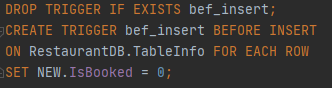 DROP TRIGGER IF EXISTS bef_insert;
CREATE TRIGGER bef_insert BEFORE INSERT
ON RestaurantDB.TableInfo FOR EACH ROW
SET NEW.IsBooked = 0;